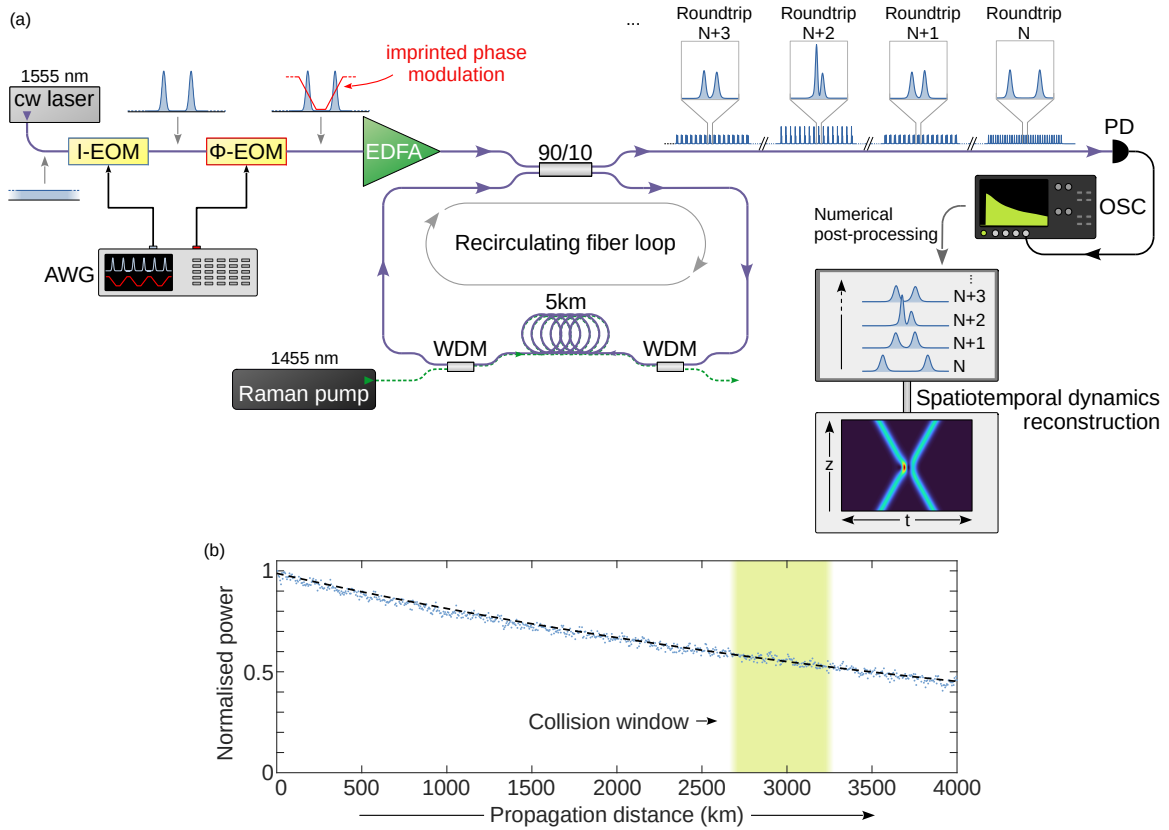 (a)
1555 nm
cw laser
I-EOM
Φ-EOM
AWG
imprinted phase
modulation
EDFA
90/10
Recirculating fiber loop
5km
WDM
WDM
1455 nm
Raman pump
...
Roundtrip
N+3
Roundtrip
N+2
Roundtrip
N+1
Roundtrip
N
PD
OSC
Numerical
post-processing
...
N+3
N+2
N+1
N
Spatiotemporal dynamics
reconstruction
z
t
(b)
Normalised power
1
0.5
0
Collision window
0 500 1000 1500 2000 2500 3000 3500 4000
Propagation distance (km)